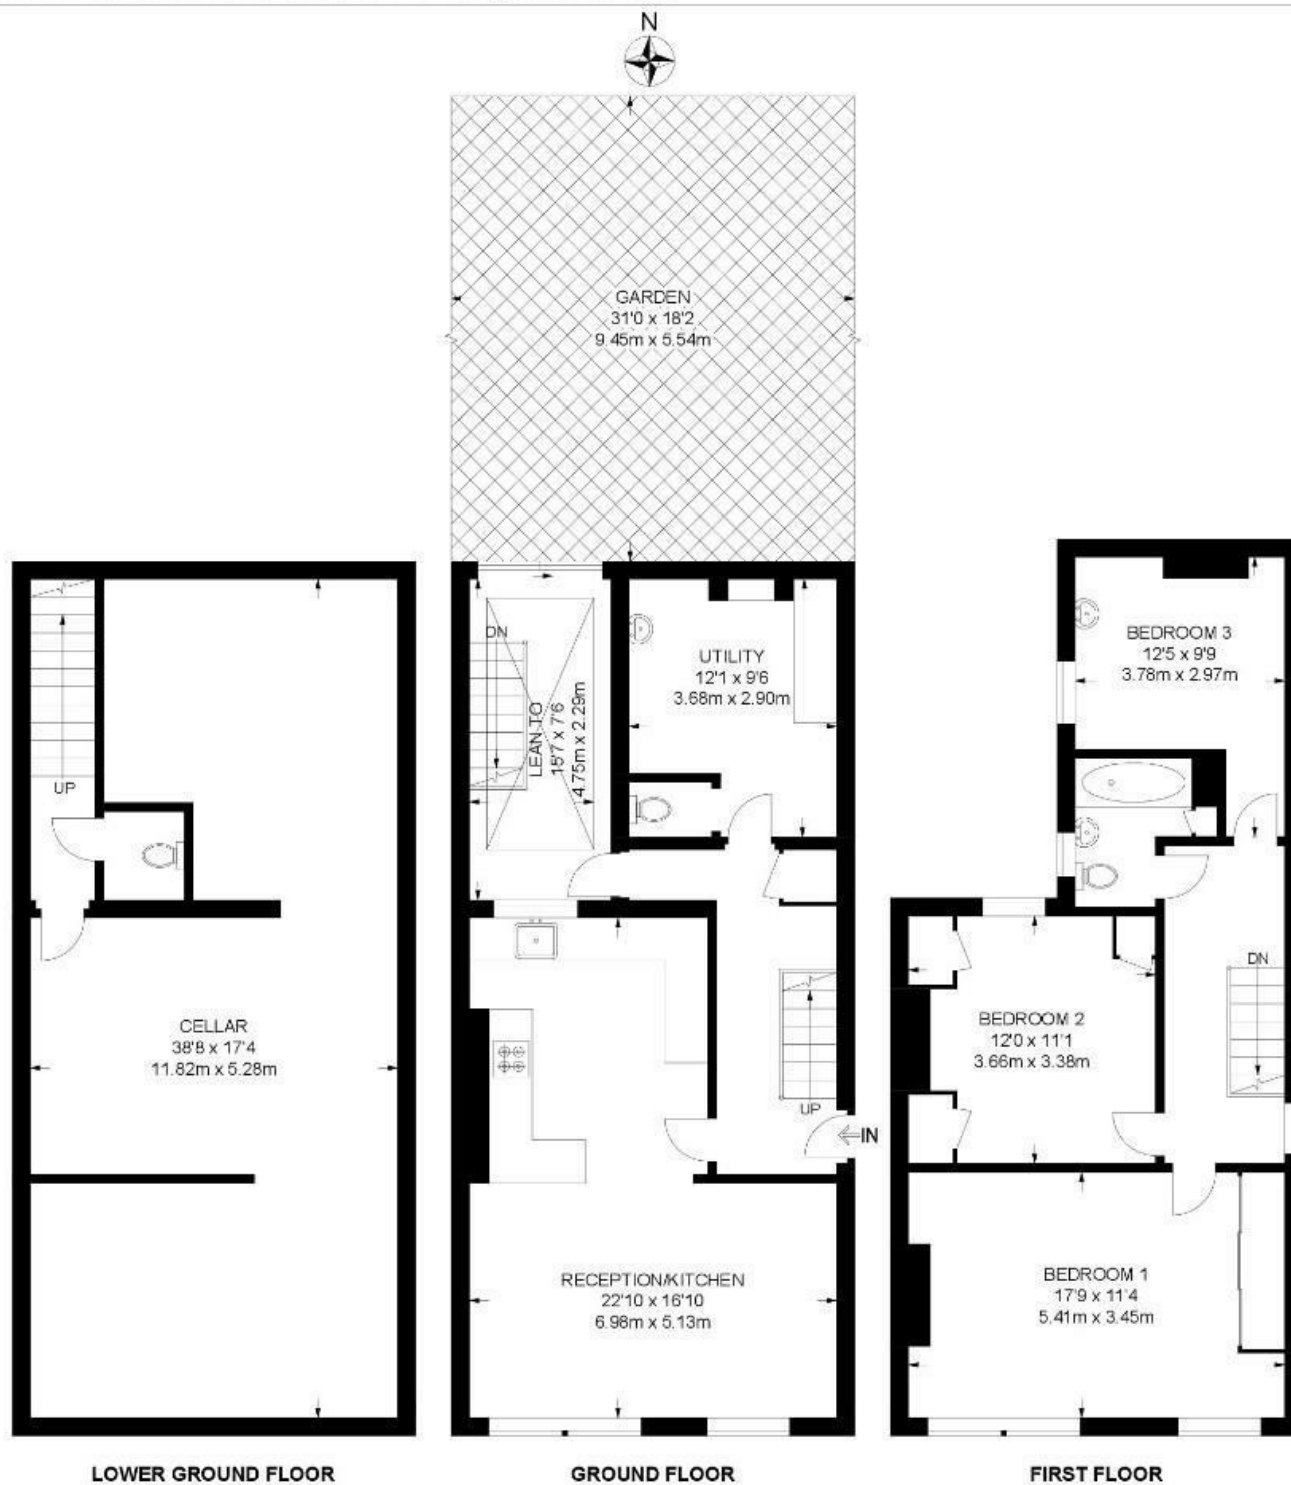 N
GARDEN
31'0 x 18'2
9.45m x 5.54m
UP
CELLAR
38'8 x 17'4
11.82m x 5.28m
LOWER GROUND FLOOR
DN
LEAN TO
15'7 x 7'6
4.75m x 2.29m
UTILITY
12'1 x 9'6
3.68m x 2.90m
UP
IN
RECEPTION/KITCHEN
22'10 x 16'10
6.98m x 5.13m
GROUND FLOOR
BEDROOM 3
12'5 x 9'9
3.78m x 2.97m
DN
BEDROOM 2
12'0 x 11'1
3.66m x 3.38m
BEDROOM 1
17'9 x 11'4
5.41m x 3.45m
FIRST FLOOR